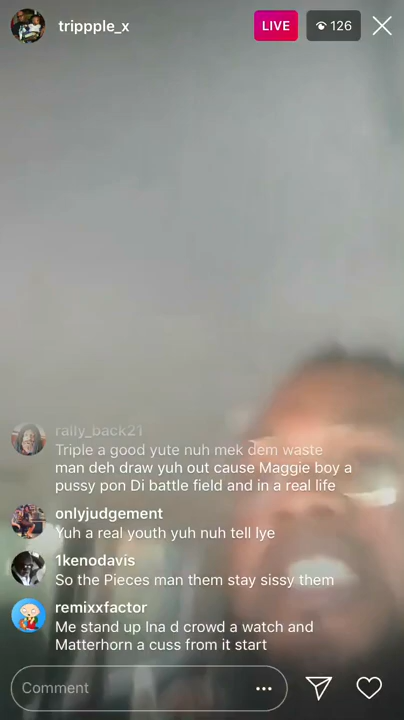 trippple_x
LIVE
126
rally_back21
Triple a good yute nuh mek dem waste
man deh draw yuh out cause Maggie boy a
pussy pon Di battle field and in a real life
onlyjudgement
Yuh a real youth yuh nuh tell lye
1kenodavis
So the Pieces man them stay sissy them
remixxfactor
Me stand up Ina d crowd a watch and
Matterhorn a cuss from it start
Comment